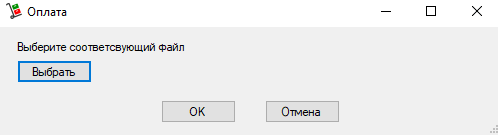 Оплата
Выберите соответсвующий файл
Выбрать
OK
Отмена